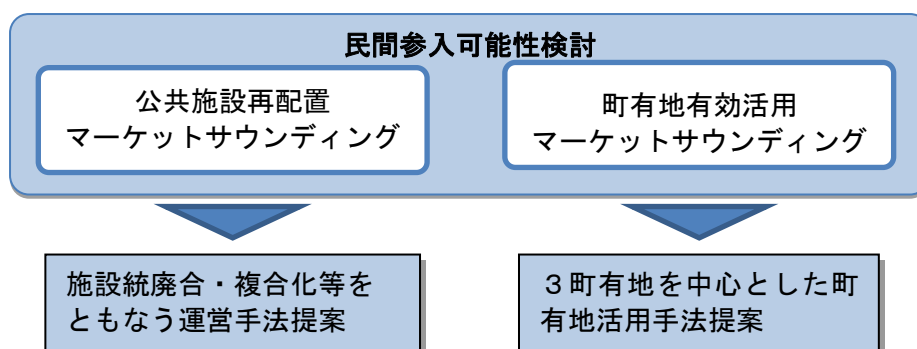 民間参入可能性検討
公共施設再配置
マーケットサウンディング
町有地有効活用
マーケットサウンディング
施設統廃合・複合化等を
ともなう運営手法提案
３町有地を中心とした町
有地活用手法提案